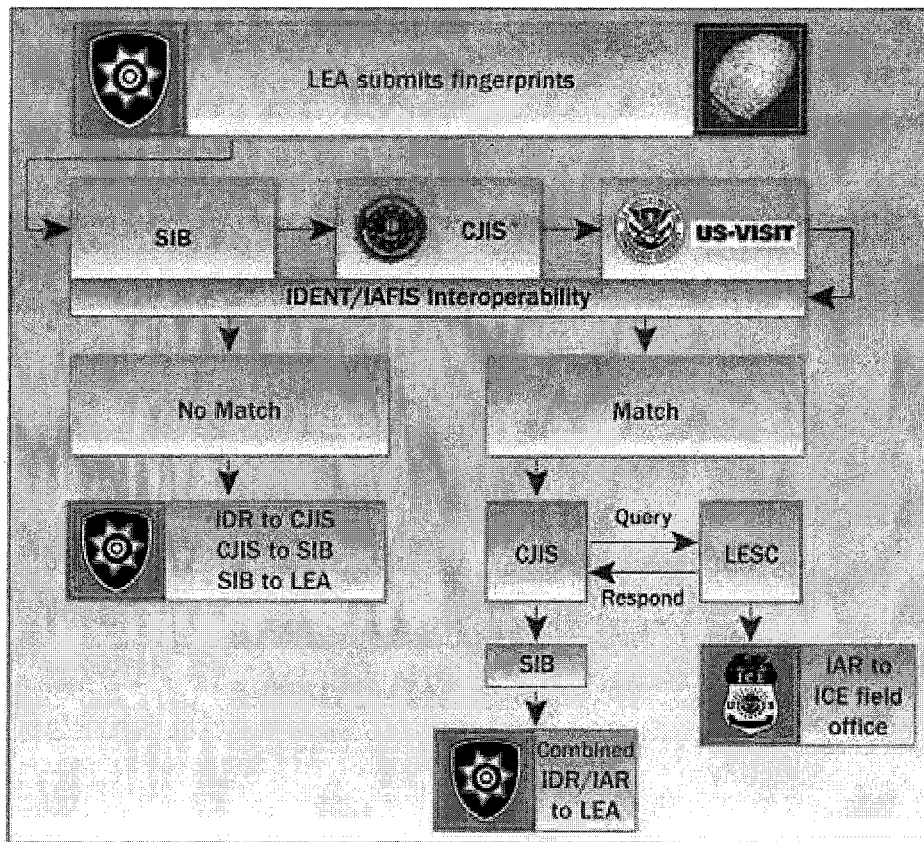 LEA submits fingerprints
SIB
CJIS
US-VISIT
IDENT/IAFIS Interoperability
No Match
Match
IDR to CJIS
CJIS to SIB
SIB to LEA
CJIS
Query
Respond
LESC
SIB
ICE
IAR to
ICE field
office
Combined
IDR/IAR
to LEA